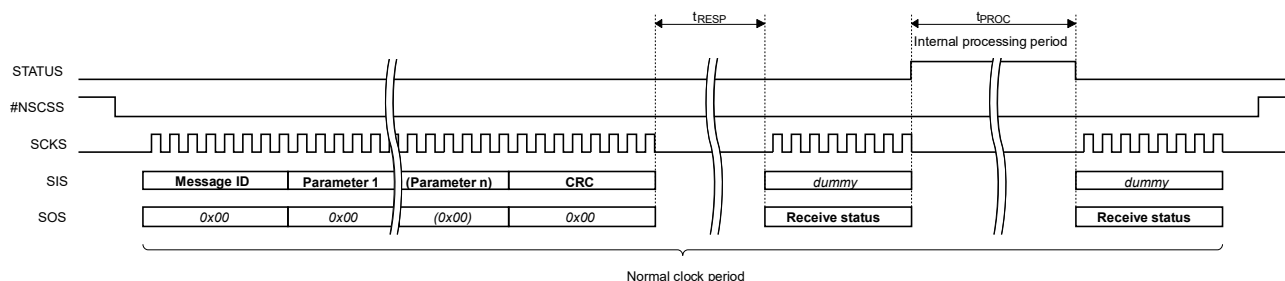 tRESP
tPROC
Internal processing period
STATUS
#NSCSS
SCKS
SIS Message ID Parameter 1 (Parameter n) CRC dummy dummy
SOS 0x00 0x00 (0x00) 0x00 Receive status Receive status
Normal clock period